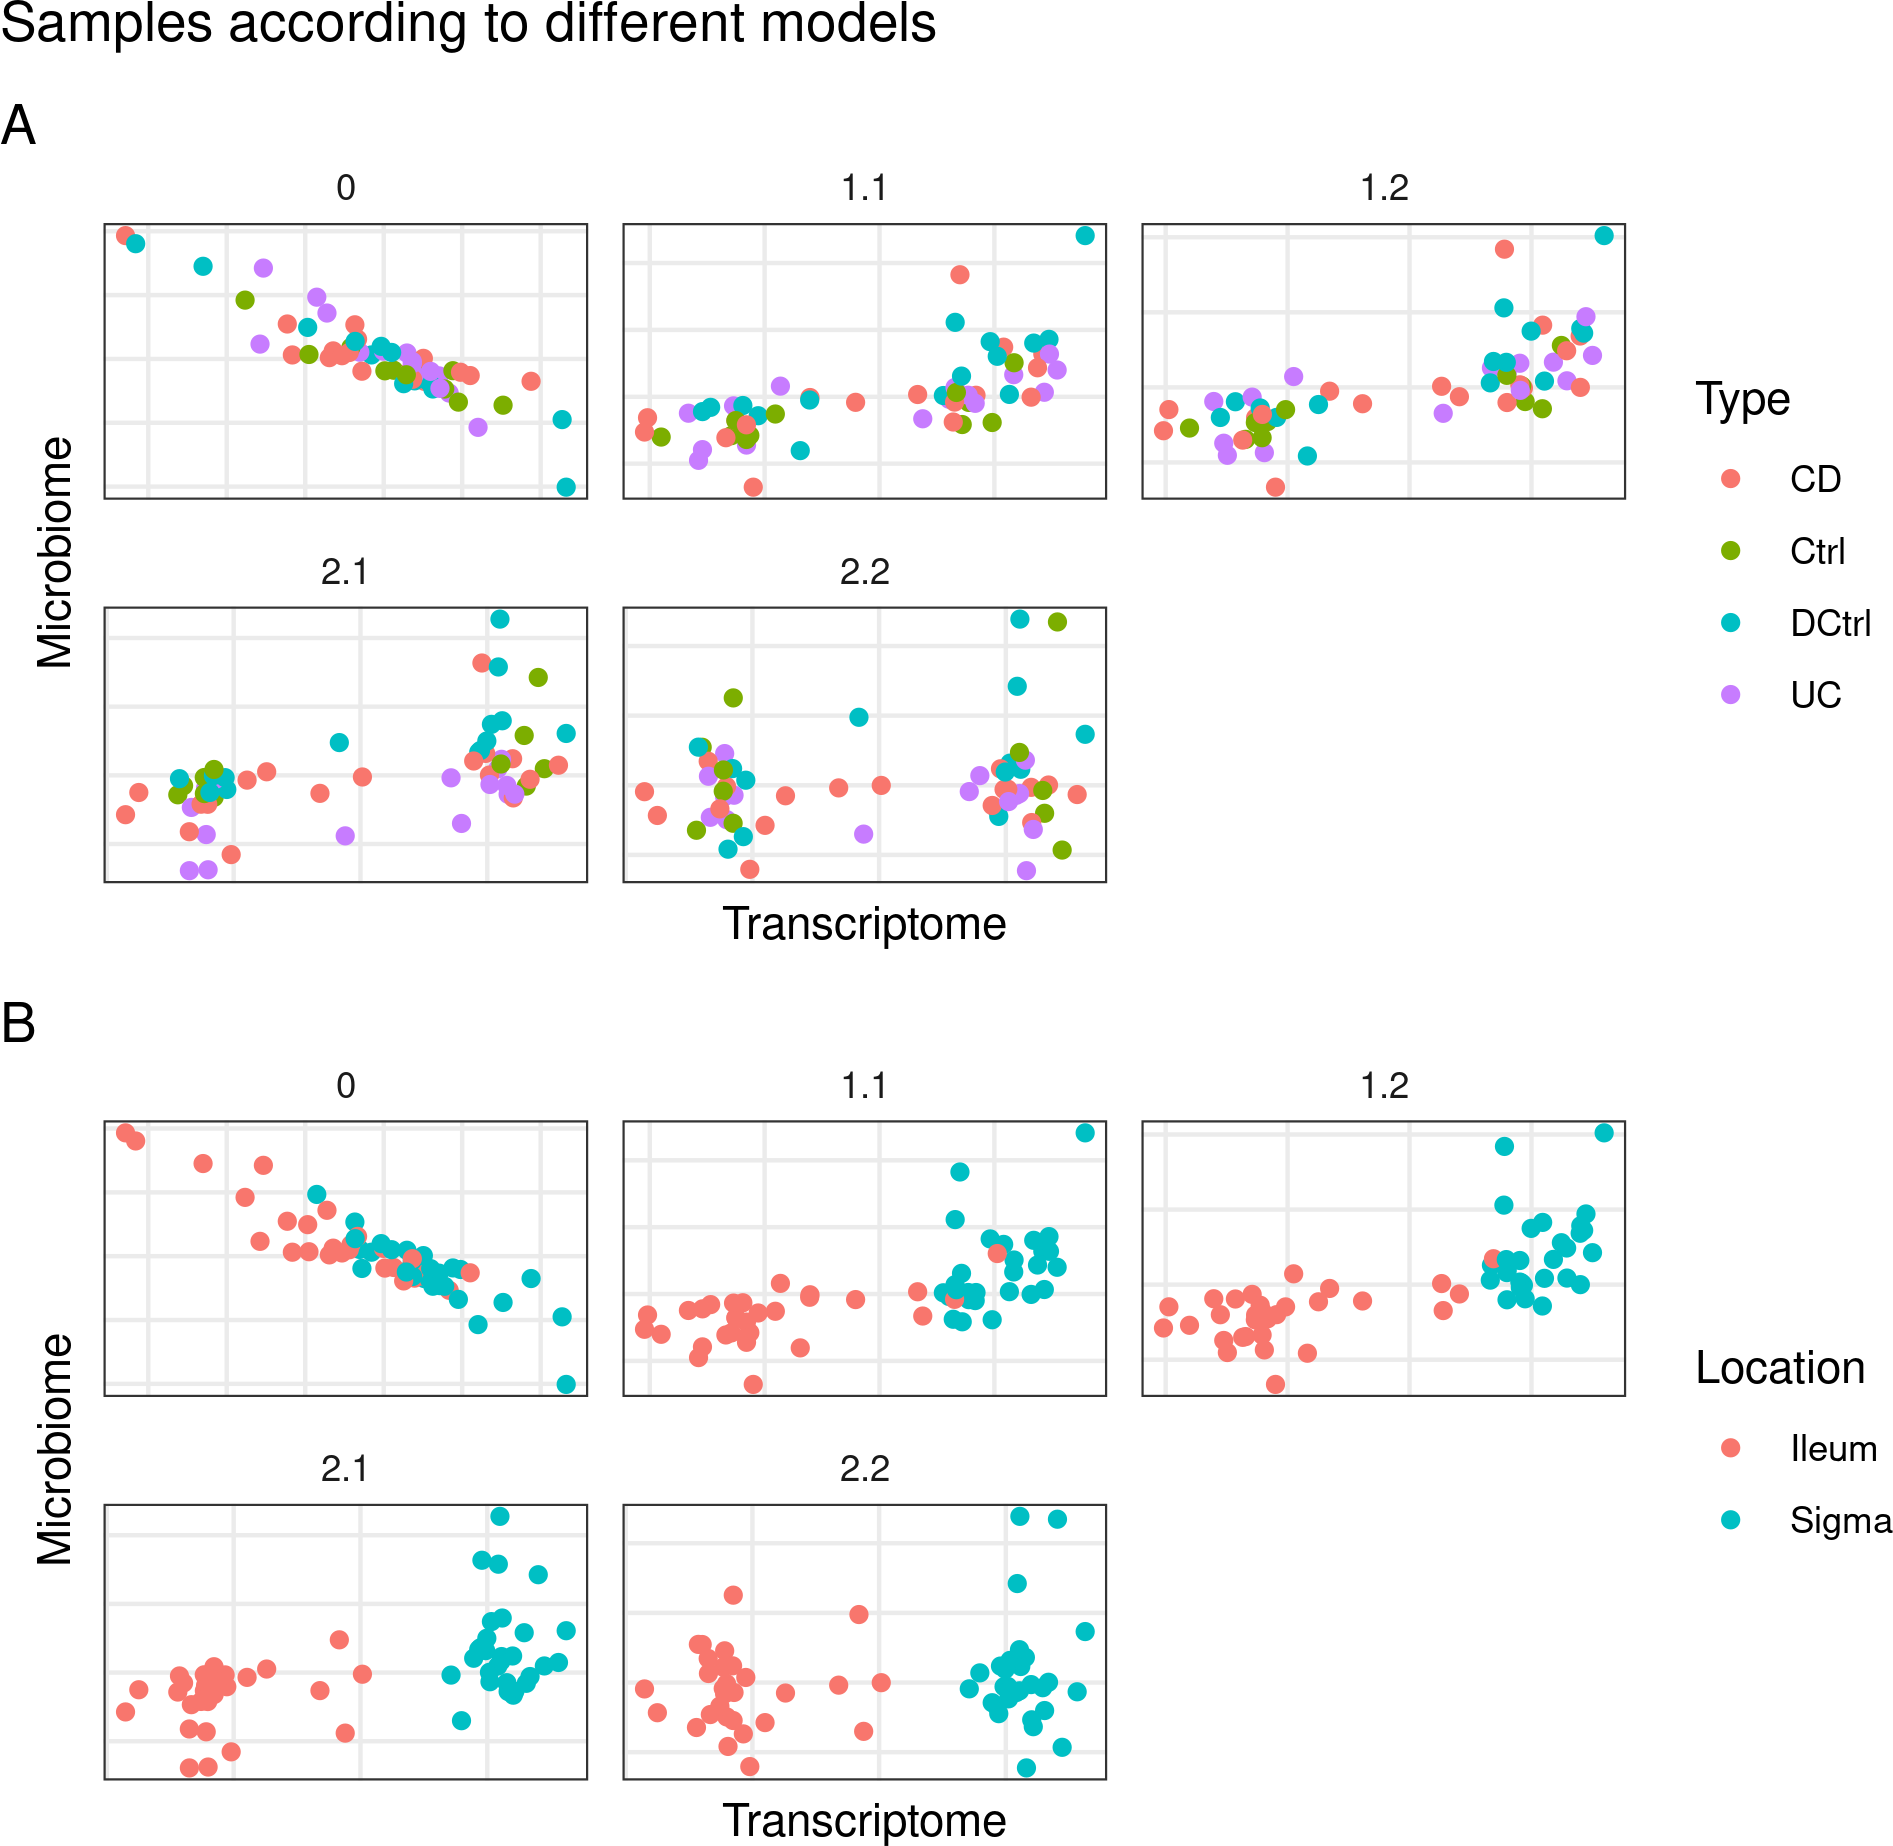 Samples according to different models
A
0
1.1
1.2
2.1
2.2
Microbiome
Transcriptome
Type
CD
Ctrl
DCtrl
UC
B
0
1.1
1.2
2.1
2.2
Microbiome
Transcriptome
Location
Ileum
Sigma